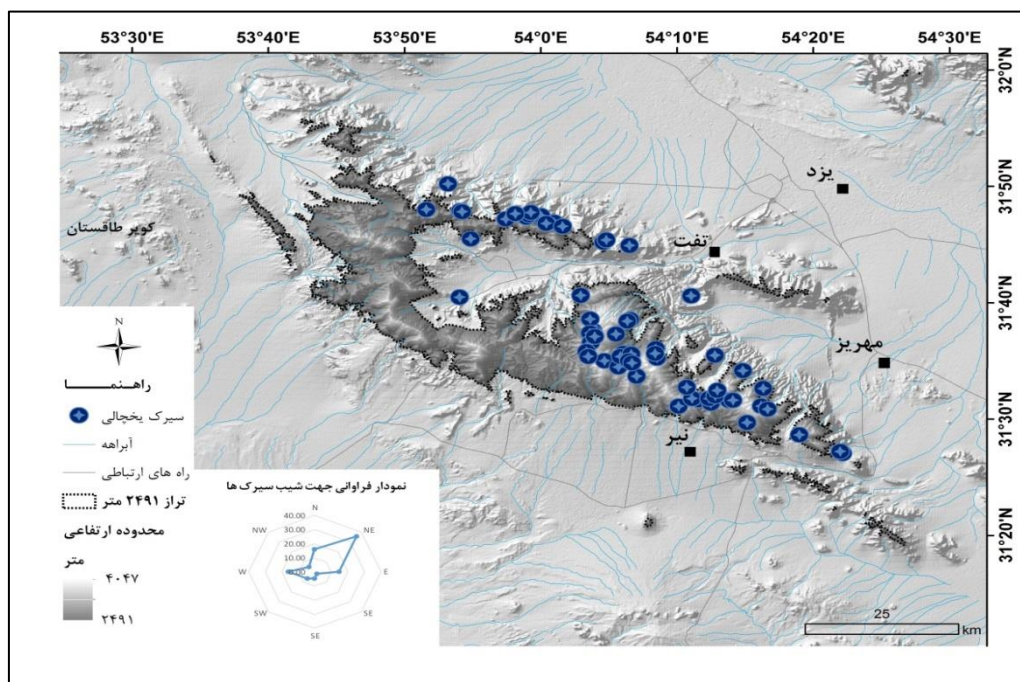 53°30'E 53°40'E 53°50'E 54°0'E 54°10'E 54°20'E 54°30'E
32°0'N
31°50'N
31°40'N
31°30'N
31°20'N
یزد
تفت
کویر طاقستان
مهریز
نیر
N
راهنما
سیرک یخچالی
آبراهه
راه های ارتباطی
تراز ۲۴۹۱ متر
محدوده ارتفاعی
متر
۴۰۴۷
۲۴۹۱
نمودار فراوانی جهت شیب سیرک ها
N
40.00
30.00
20.00
10.00
NW
NE
W
E
SW
SE
SE
25
km